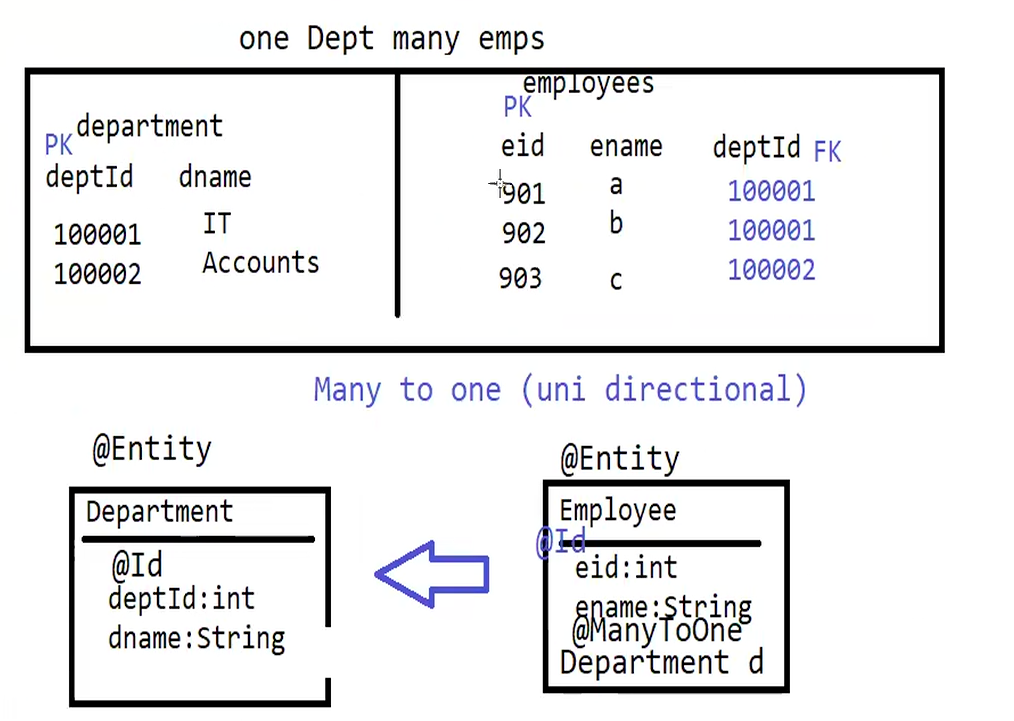 one Dept many emps
department
PK
deptId dname
100001 IT
100002 Accounts
employees
PK
eid ename deptId FK
901 a 100001
902 b 100001
903 c 100002
Many to one (uni directional)
@Entity
Department
@Id
deptId:int
dname:String
@Entity
Employee
@Id
eid:int
ename:String
@ManyToOne
Department d